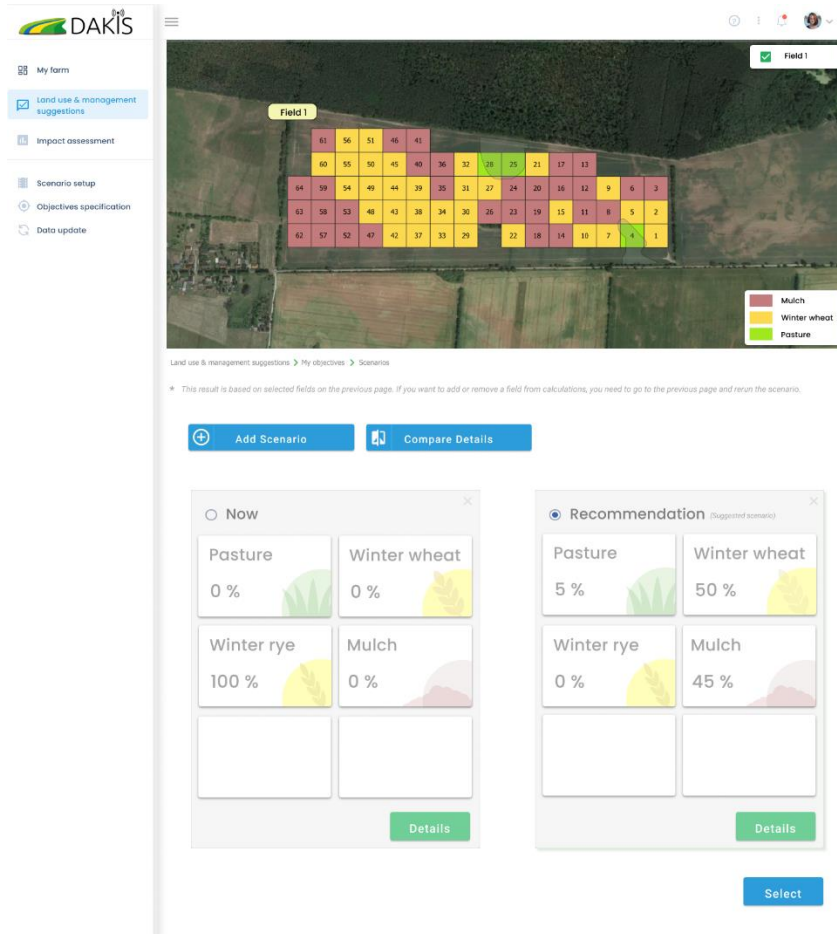 DAKIS
My farm
Land use & management
suggestions
Impact assessment
Scenario setup
Objectives specification
Data update
Field 1
Field 1
61 56 51 46 41
60 55 50 45 40 36 32 28 25 21 17 13
64 59 54 49 44 39 35 31 27 24 20 16 12 9 6 3
63 58 53 48 43 38 34 30 26 23 19 15 11 8 5 2
62 57 52 47 42 37 33 29 22 18 14 10 7 4 1
Mulch
Winter wheat
Pasture
Land use & management suggestions > My objectives > Scenarios
* This result is based on selected fields on the previous page. If you want to add or remove a field from calculations, you need to go to the previous page and rerun the scenario.
Add Scenario
Compare Details
Now
Pasture
0 %
Winter wheat
0 %
Winter rye
100 %
Mulch
0 %
Details
Recommendation (Suggested scenario)
Pasture
5 %
Winter wheat
50 %
Winter rye
0 %
Mulch
45 %
Details
Select